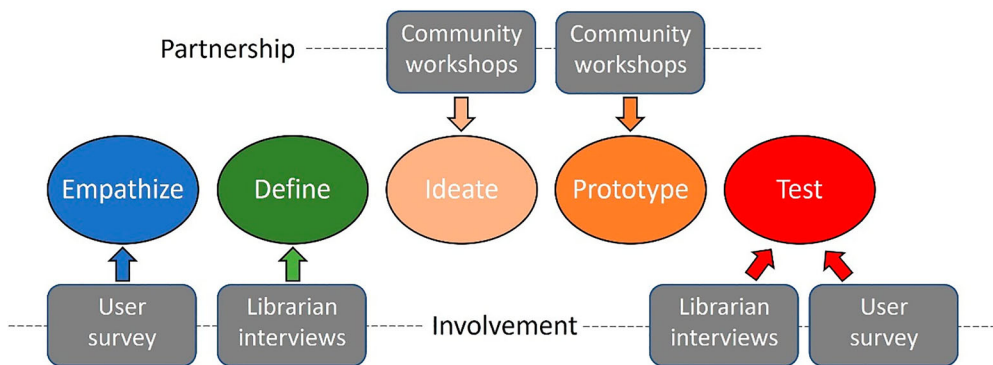 Partnership
Community
workshops
Community
workshops
Empathize
Define
Ideate
Prototype
Test
User
survey
Librarian
interviews
Involvement
Librarian
interviews
User
survey